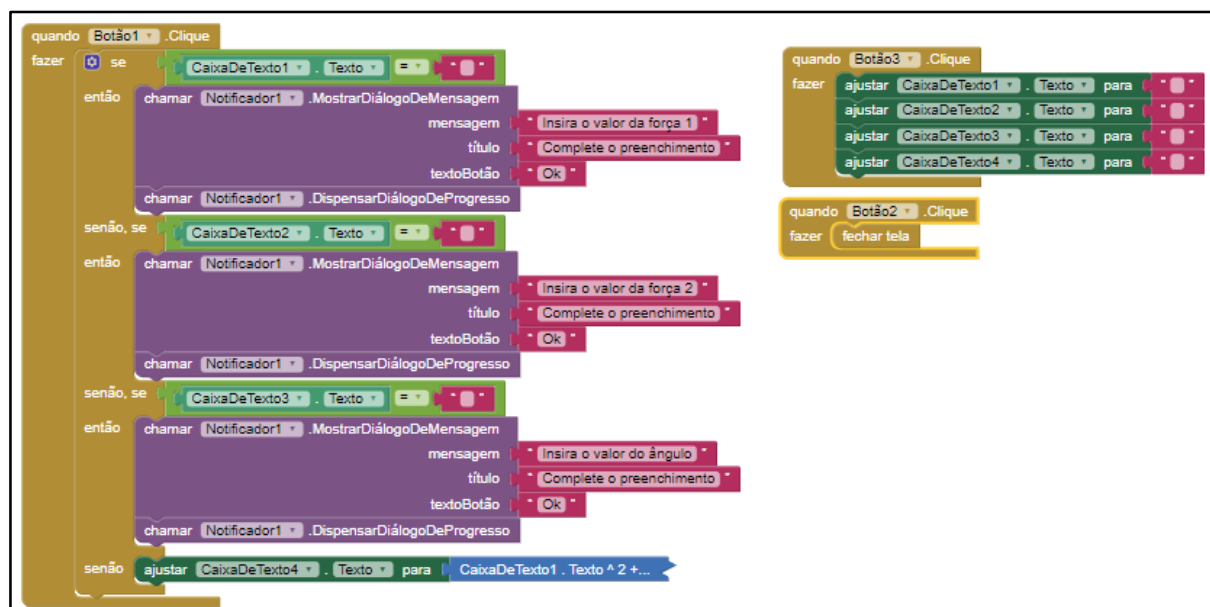 quando Botão1 .Clique
fazer se CaixaDeTexto1 . Texto = " "
então chamar Notificador1 .MostrarDiálogoDeMensagem
mensagem " Insira o valor da força 1 "
título " Complete o preenchimento "
textoBotão " Ok "
chamar Notificador1 .DispensarDiálogoDeProgresso
senão, se CaixaDeTexto2 . Texto = " "
então chamar Notificador1 .MostrarDiálogoDeMensagem
mensagem " Insira o valor da força 2 "
título " Complete o preenchimento "
textoBotão " Ok "
chamar Notificador1 .DispensarDiálogoDeProgresso
senão, se CaixaDeTexto3 . Texto = " "
então chamar Notificador1 .MostrarDiálogoDeMensagem
mensagem " Insira o valor do ângulo "
título " Complete o preenchimento "
textoBotão " Ok "
chamar Notificador1 .DispensarDiálogoDeProgresso
senão ajustar CaixaDeTexto4 . Texto para CaixaDeTexto1 . Texto ^ 2 +...
quando Botão3 .Clique
fazer ajustar CaixaDeTexto1 . Texto para " "
ajustar CaixaDeTexto2 . Texto para " "
ajustar CaixaDeTexto3 . Texto para " "
ajustar CaixaDeTexto4 . Texto para " "
quando Botão2 .Clique
fazer fechar tela